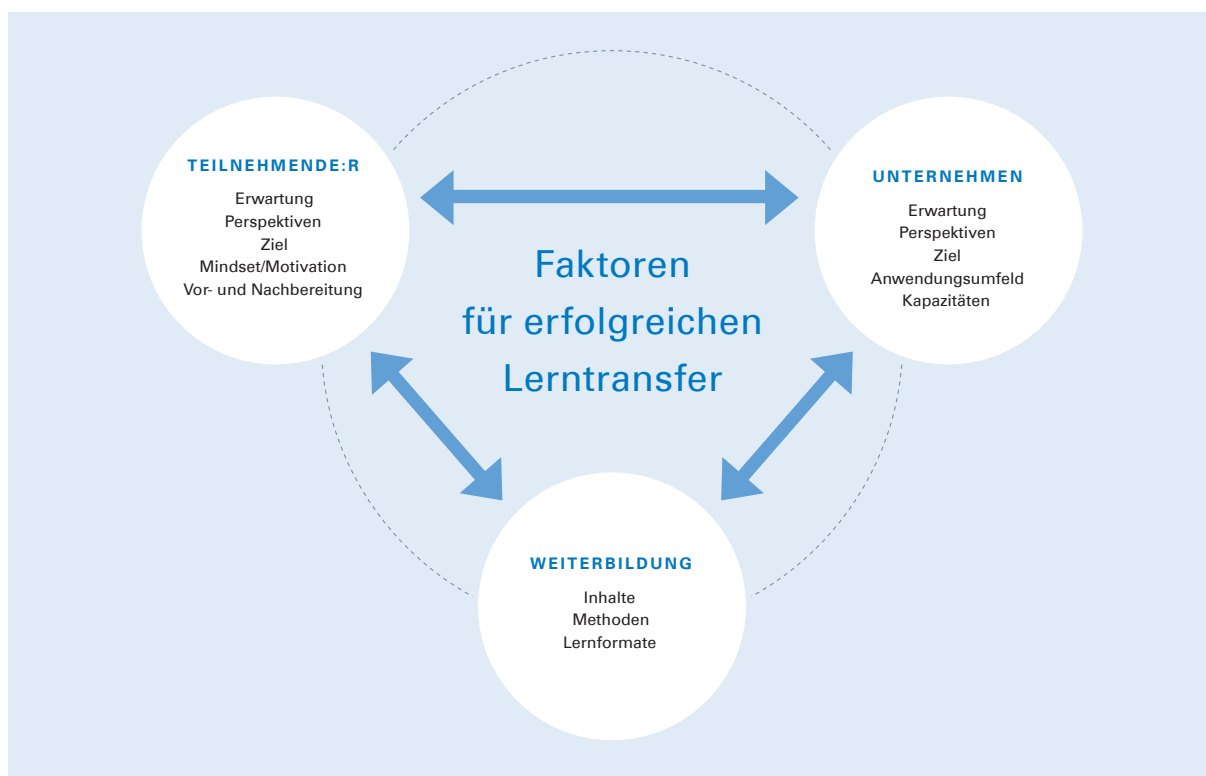 TEILNEHMENDE:R
Erwartung
Perspektiven
Ziel
Mindset/Motivation
Vor- und Nachbereitung
UNTERNEHMEN
Erwartung
Perspektiven
Ziel
Anwendungsumfeld
Kapazitäten
Faktoren
für erfolgreichen
Lerntransfer
WEITERBILDUNG
Inhalte
Methoden
Lernformate